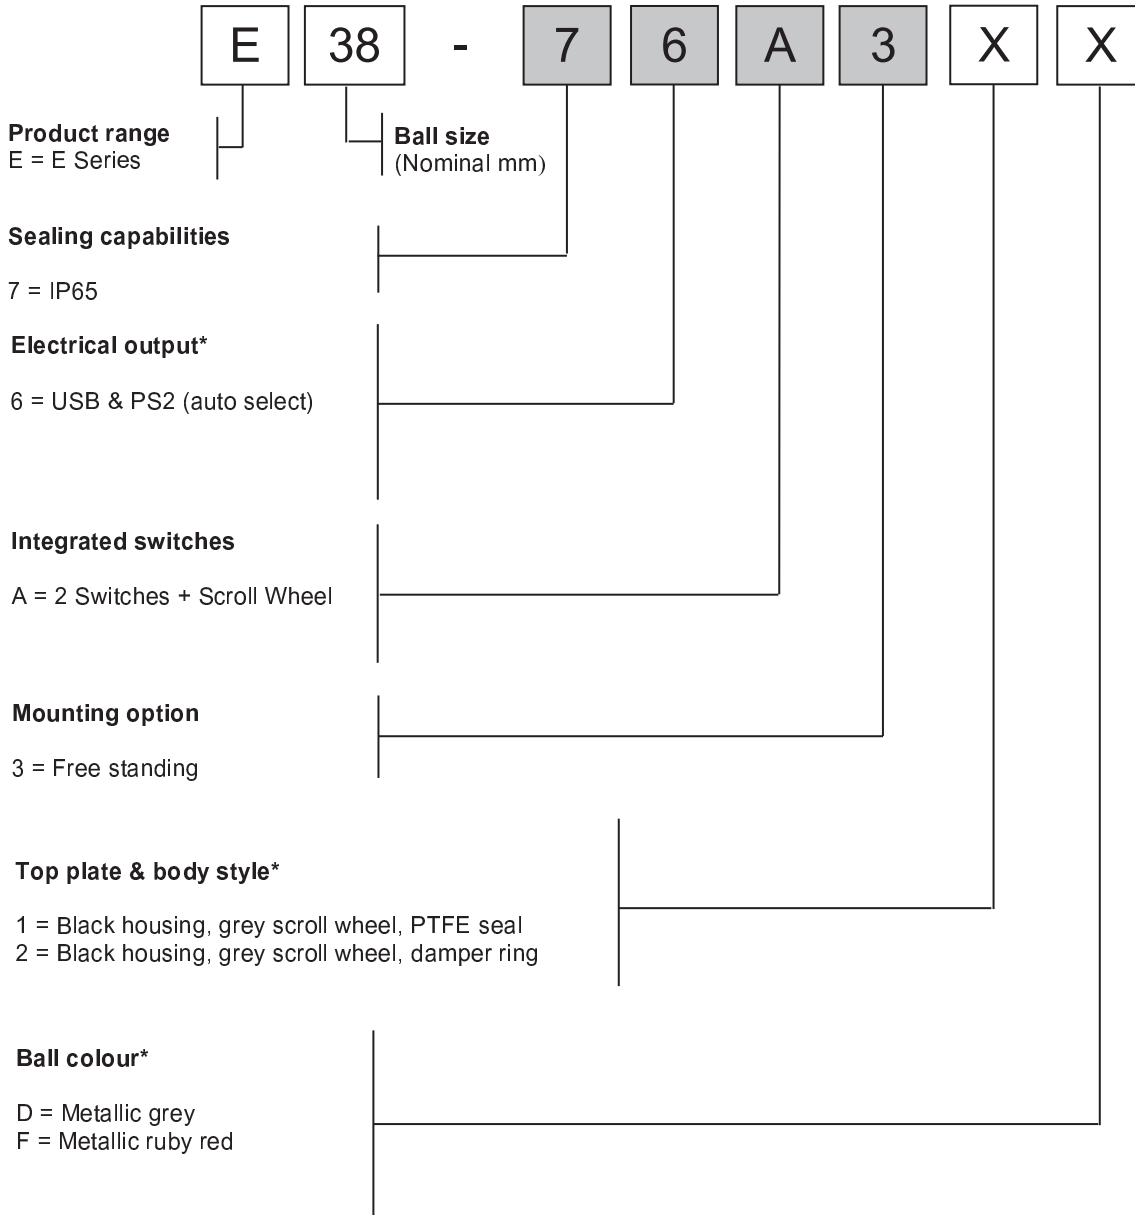 E 38 - 7 6 A 3 X X
Product range
E = E Series
Ball size
(Nominal mm)
Sealing capabilities
7 = IP65
Electrical output*
6 = USB & PS2 (auto select)
Integrated switches
A = 2 Switches + Scroll Wheel
Mounting option
3 = Free standing
Top plate & body style*
1 = Black housing, grey scroll wheel, PTFE seal
2 = Black housing, grey scroll wheel, damper ring
Ball colour*
D = Metallic grey
F = Metallic ruby red